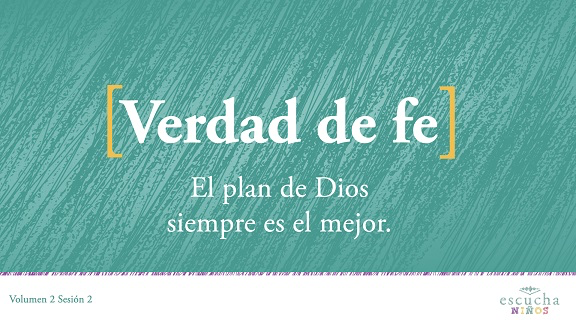 [Verdad de fe]
El plan de Dios
siempre es el mejor.
Volumen 2 Sesión 2
escucha
NIÑOS